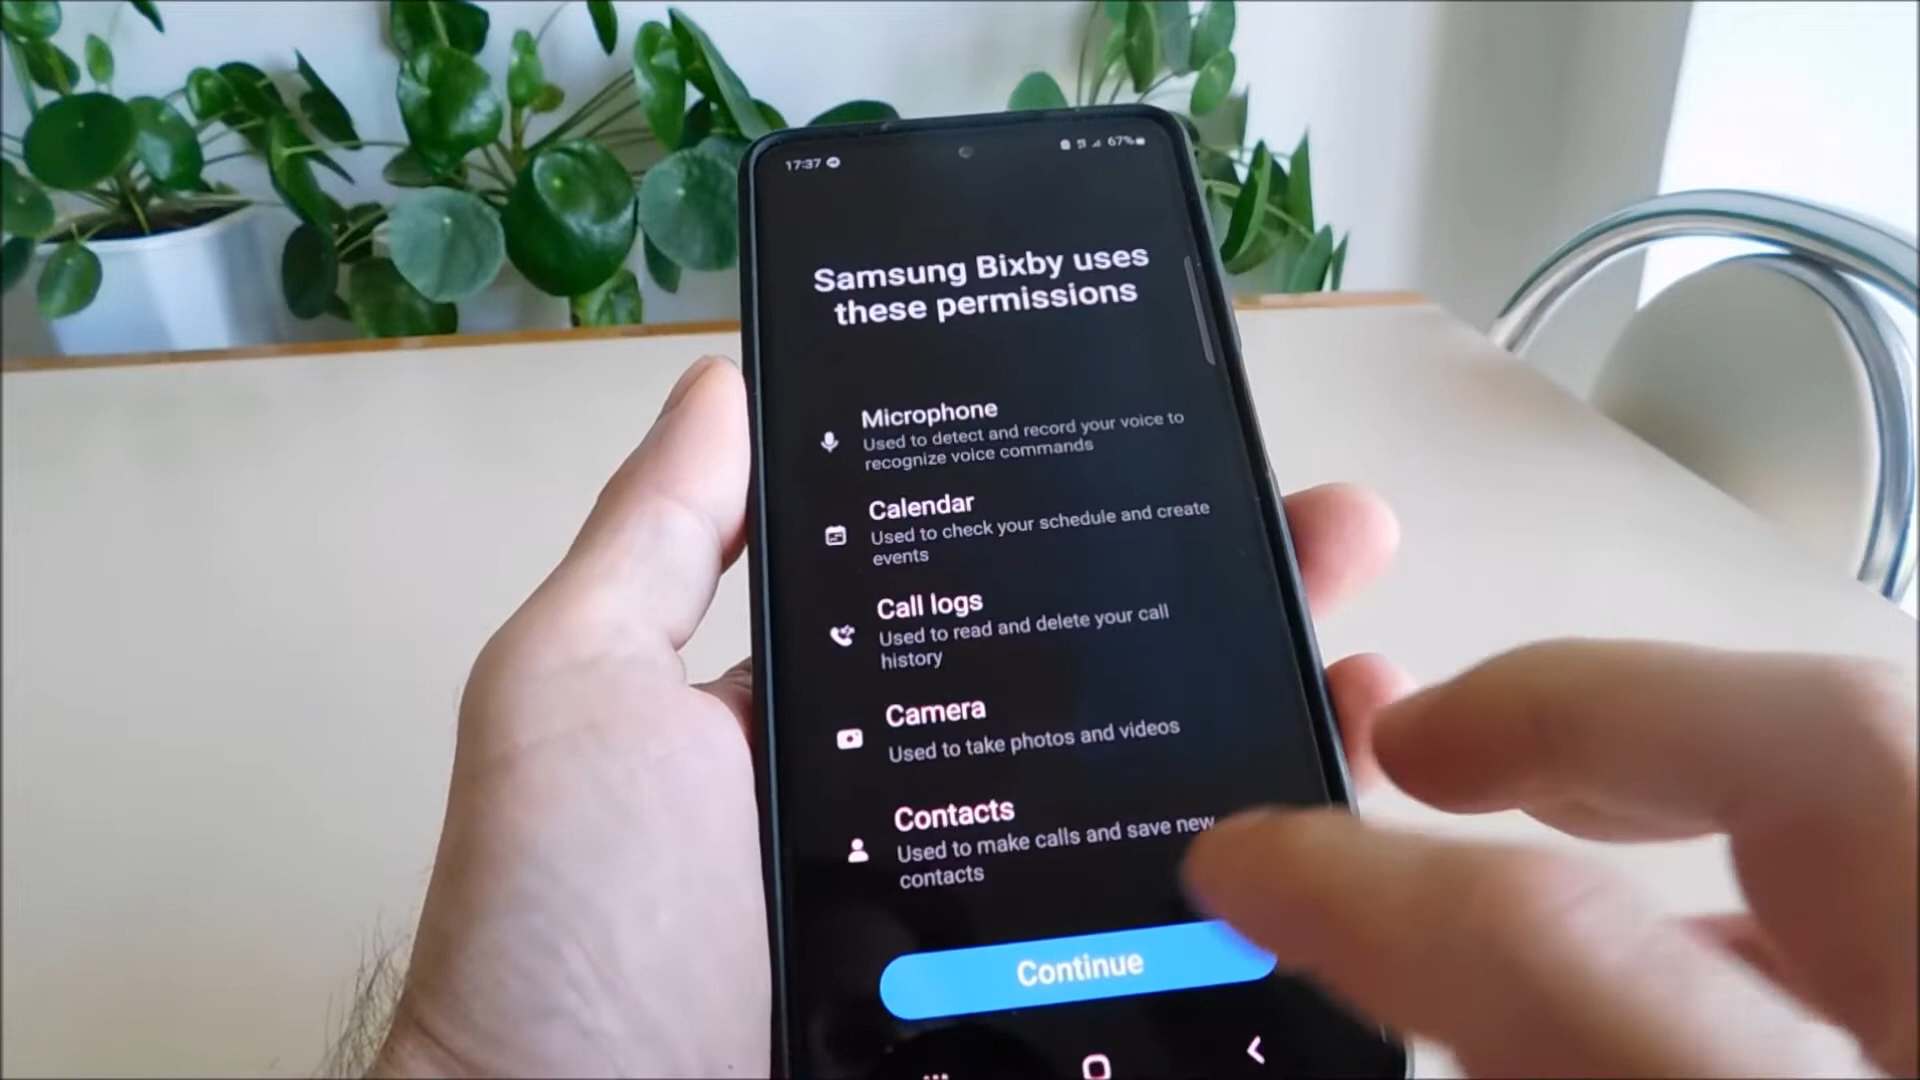 17:37
67%
Samsung Bixby uses
these permissions
Microphone
Used to detect and record your voice to
recognize voice commands
Calendar
Used to check your schedule and create
events
Call logs
Used to read and delete your call
history
Camera
Used to take photos and videos
Contacts
Used to make calls and save new
contacts
Continue